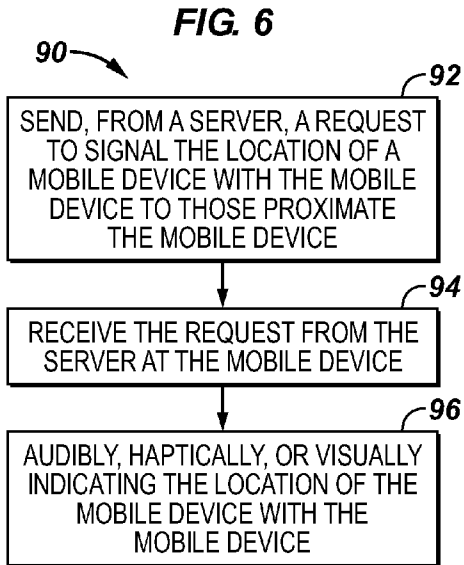 FIG. 6
90
92
SEND, FROM A SERVER, A REQUEST
TO SIGNAL THE LOCATION OF A
MOBILE DEVICE WITH THE MOBILE
DEVICE TO THOSE PROXIMATE
THE MOBILE DEVICE
94
RECEIVE THE REQUEST FROM THE
SERVER AT THE MOBILE DEVICE
96
AUDIBLY, HAPTICALLY, OR VISUALLY
INDICATING THE LOCATION OF THE
MOBILE DEVICE WITH THE
MOBILE DEVICE